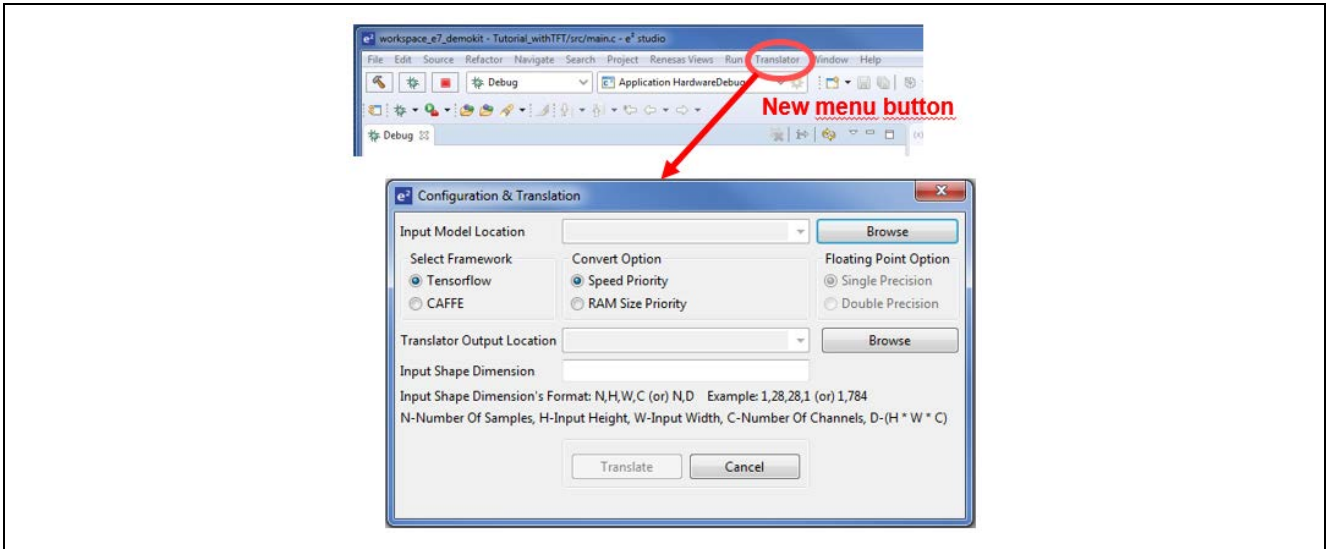 workspace_e7_demokit - Tutorial_withTFT/src/main.c - e² studio
File Edit Source Refactor Navigate Search Project Renesas Views Run Translator Window Help
Debug Application HardwareDebug
New menu button
Debug
e² Configuration & Translation
Input Model Location Browse
Select Framework Convert Option Floating Point Option
Tensorflow Speed Priority Single Precision
CAFFE RAM Size Priority Double Precision
Translator Output Location Browse
Input Shape Dimension
Input Shape Dimension's Format: N,H,W,C (or) N,D Example: 1,28,28,1 (or) 1,784
N-Number Of Samples, H-Input Height, W-Input Width, C-Number Of Channels, D-(H * W * C)
Translate Cancel